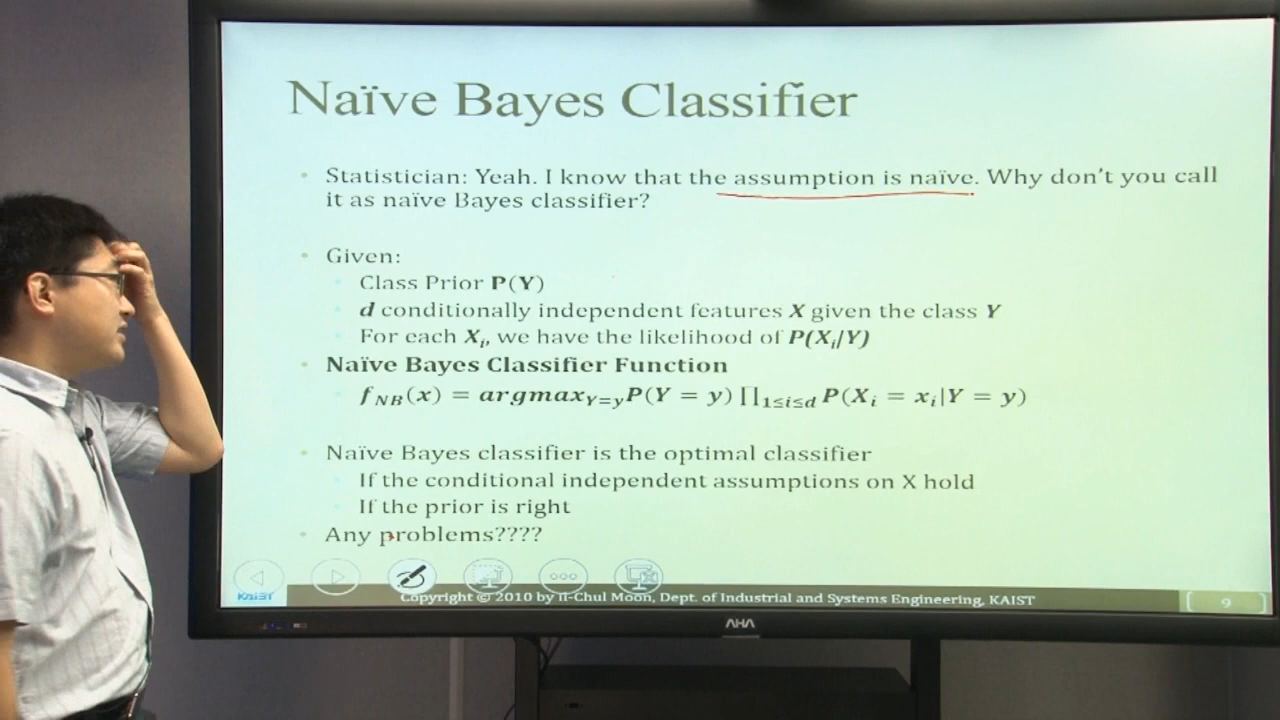 Naïve Bayes Classifier
• Statistician: Yeah. I know that the assumption is naïve. Why don't you call
it as naïve Bayes classifier?
• Given:
• Class Prior P(Y)
• d conditionally independent features X given the class Y
• For each Xᵢ, we have the likelihood of P(Xᵢ|Y)
• Naïve Bayes Classifier Function
• f_NB(x) = argmax_{Y=y} P(Y = y) ∏_{1≤i≤d} P(Xᵢ = xᵢ|Y = y)
• Naïve Bayes classifier is the optimal classifier
• If the conditional independent assumptions on X hold
• If the prior is right
• Any problems????
KAIST
Copyright © 2010 by Il-Chul Moon, Dept. of Industrial and Systems Engineering, KAIST
9
AHA